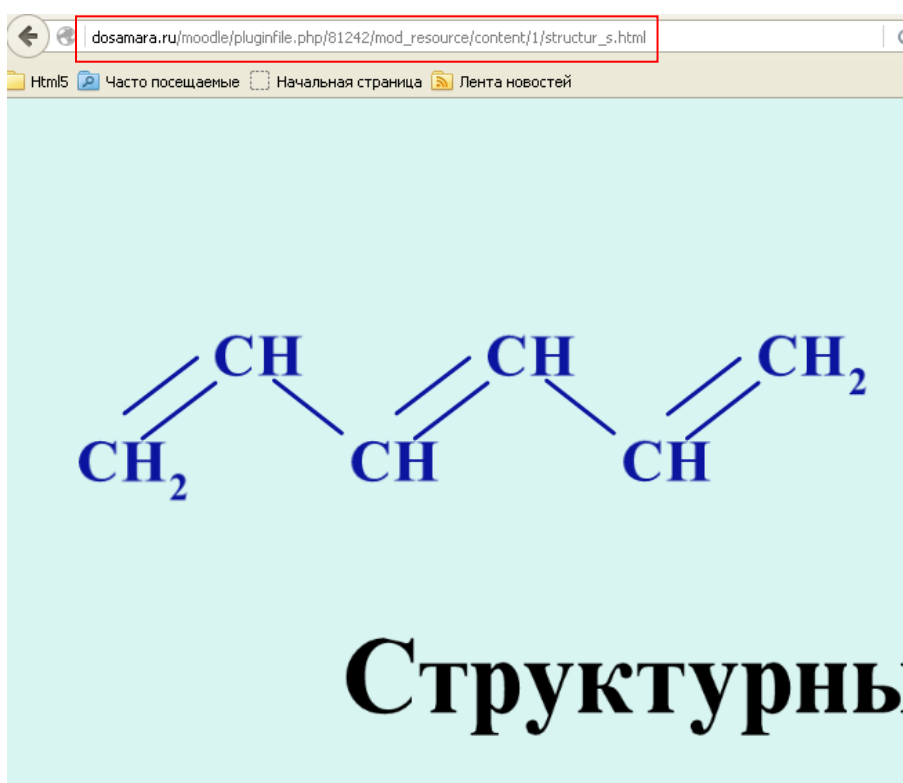 dosamara.ru/moodle/pluginfile.php/81242/mod_resource/content/1/structur_s.html
Html5 Часто посещаемые Начальная страница Лента новостей
CH CH CH₂
CH₂ CH CH
Структурны